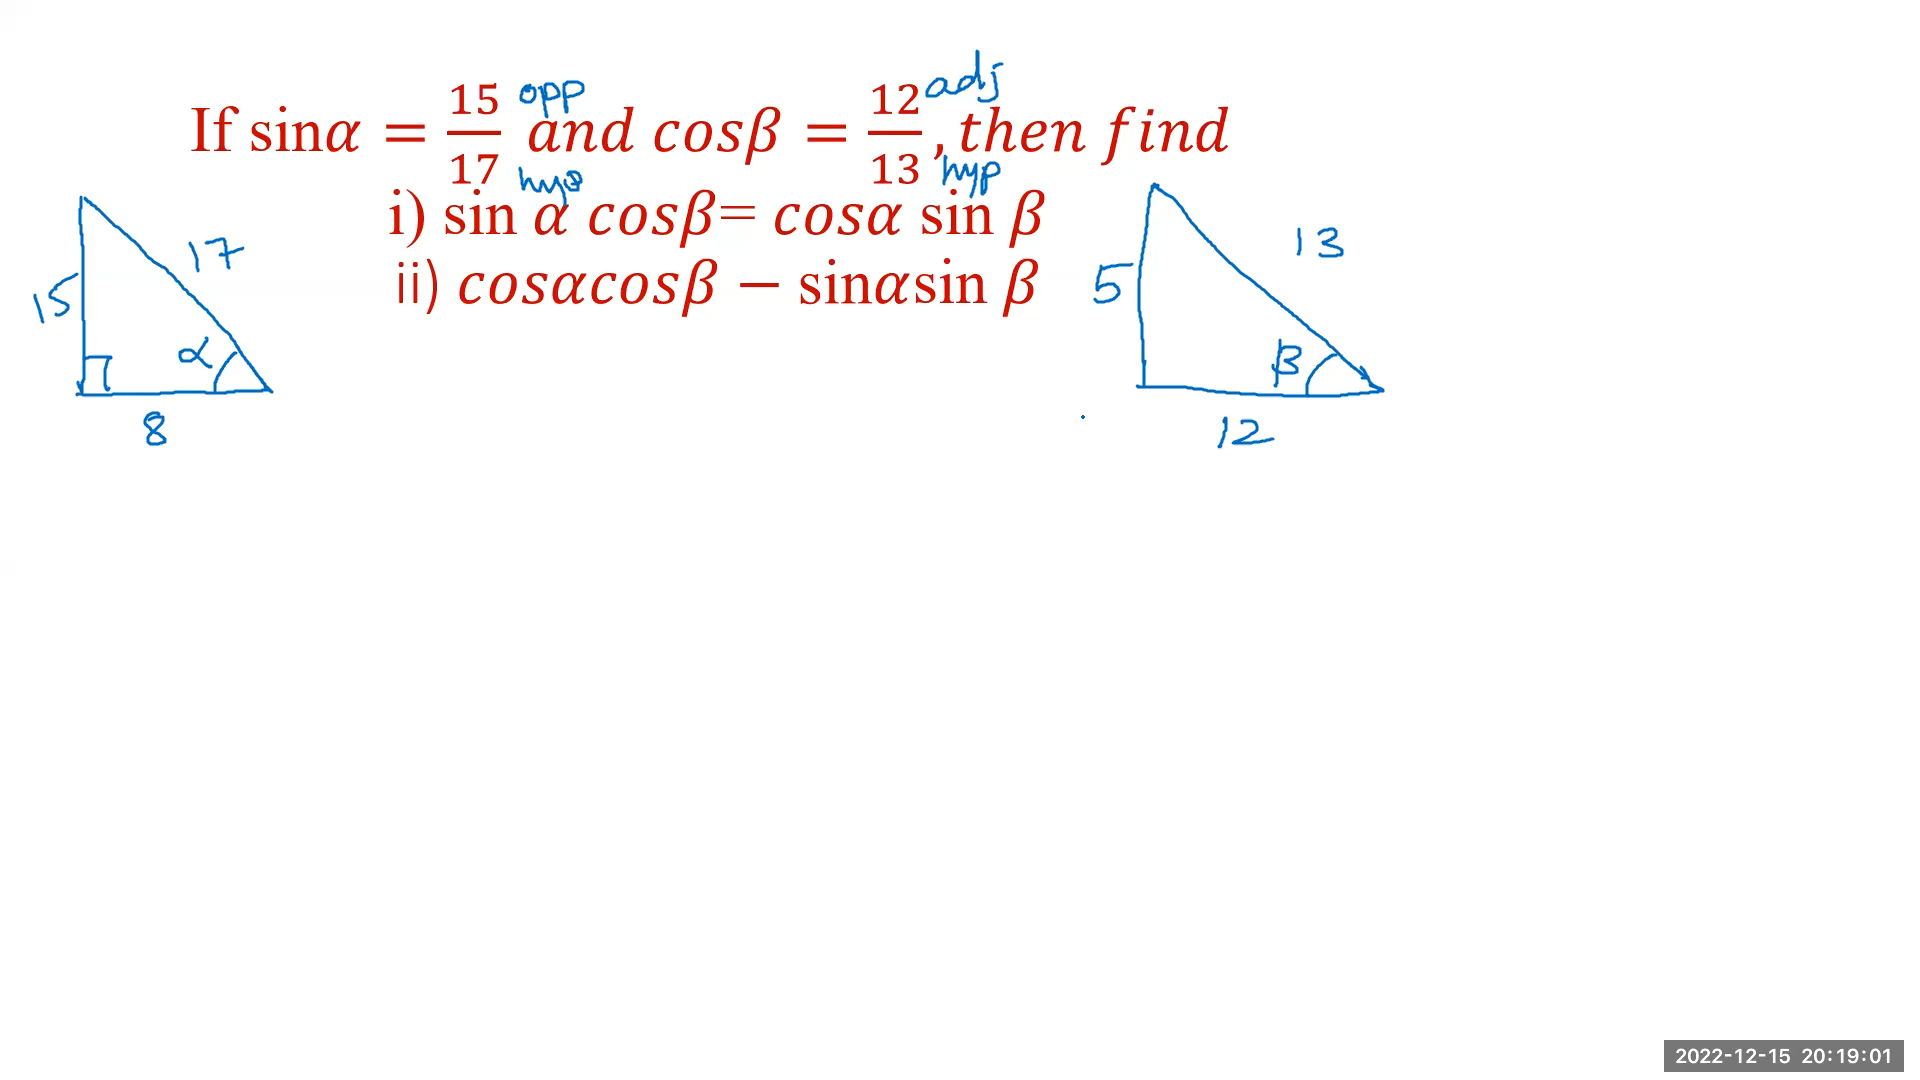 opp adj
If sinα = 15/17 and cosβ = 12/13, then find
hyp hyp
i) sin α cosβ= cosα sin β
ii) cosαcosβ − sinαsin β
17
15
α
8
13
5
β
12
2022-12-15 20:19:01